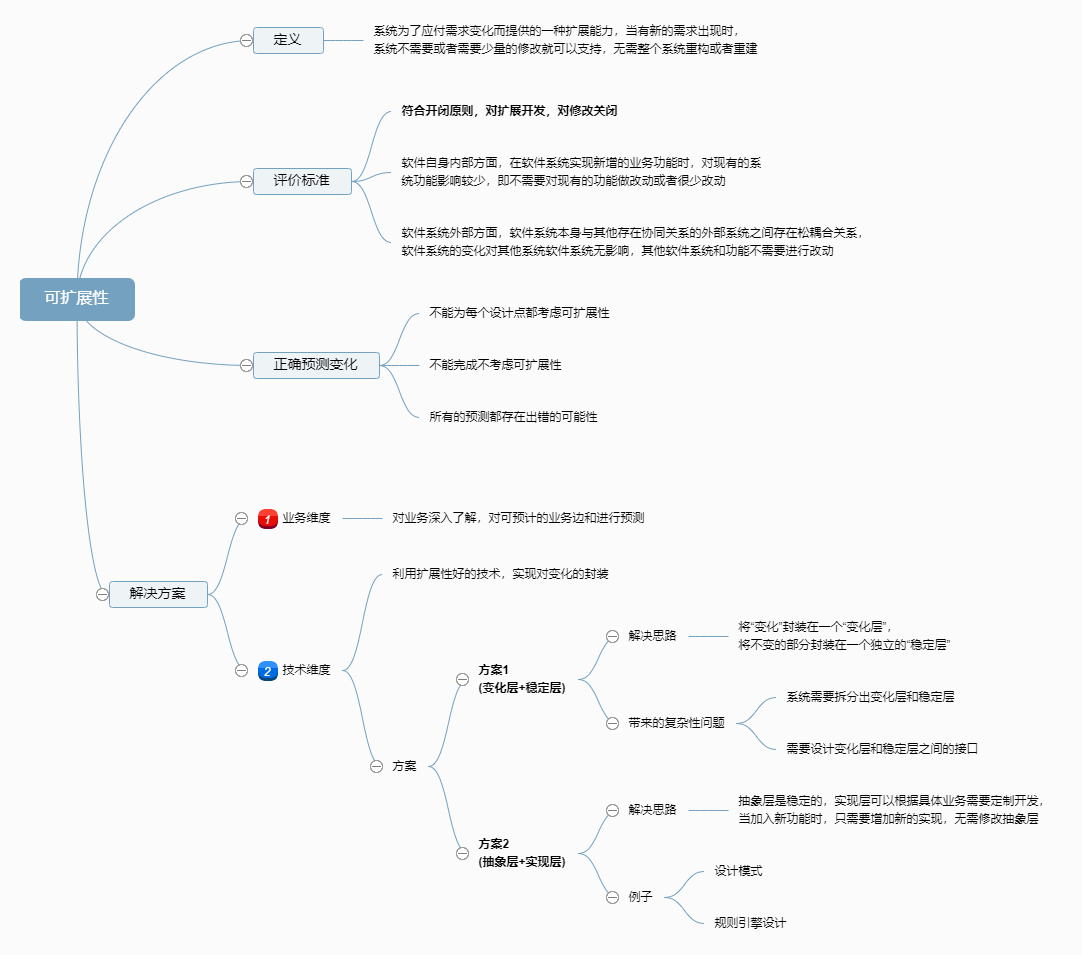 可扩展性
定义
系统为了应付需求变化而提供的一种扩展能力，当有新的需求出现时，
系统不需要或者需要少量的修改就可以支持，无需整个系统重构或者重建
评价标准
符合开闭原则，对扩展开发，对修改关闭
软件自身内部方面，在软件系统实现新增的业务功能时，对现有的系
统功能影响较少，即不需要对现有的功能做改动或者很少改动
软件系统外部方面，软件系统本身与其他存在协同关系的外部系统之间存在松耦合关系，
软件系统的变化对其他系统软件系统无影响，其他软件系统和功能不需要进行改动
正确预测变化
不能为每个设计点都考虑可扩展性
不能完成不考虑可扩展性
所有的预测都存在出错的可能性
解决方案
1 业务维度
对业务深入了解，对可预计的业务边和进行预测
2 技术维度
利用扩展性好的技术，实现对变化的封装
方案
方案1
(变化层+稳定层)
解决思路
将“变化”封装在一个“变化层”，
将不变的部分封装在一个独立的“稳定层”
带来的复杂性问题
系统需要拆分出变化层和稳定层
需要设计变化层和稳定层之间的接口
方案2
(抽象层+实现层)
解决思路
抽象层是稳定的，实现层可以根据具体业务需要定制开发，
当加入新功能时，只需要增加新的实现，无需修改抽象层
例子
设计模式
规则引擎设计